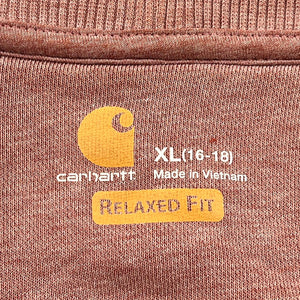 carhartt
XL(16-18)
Made in Vietnam
RELAXED FIT